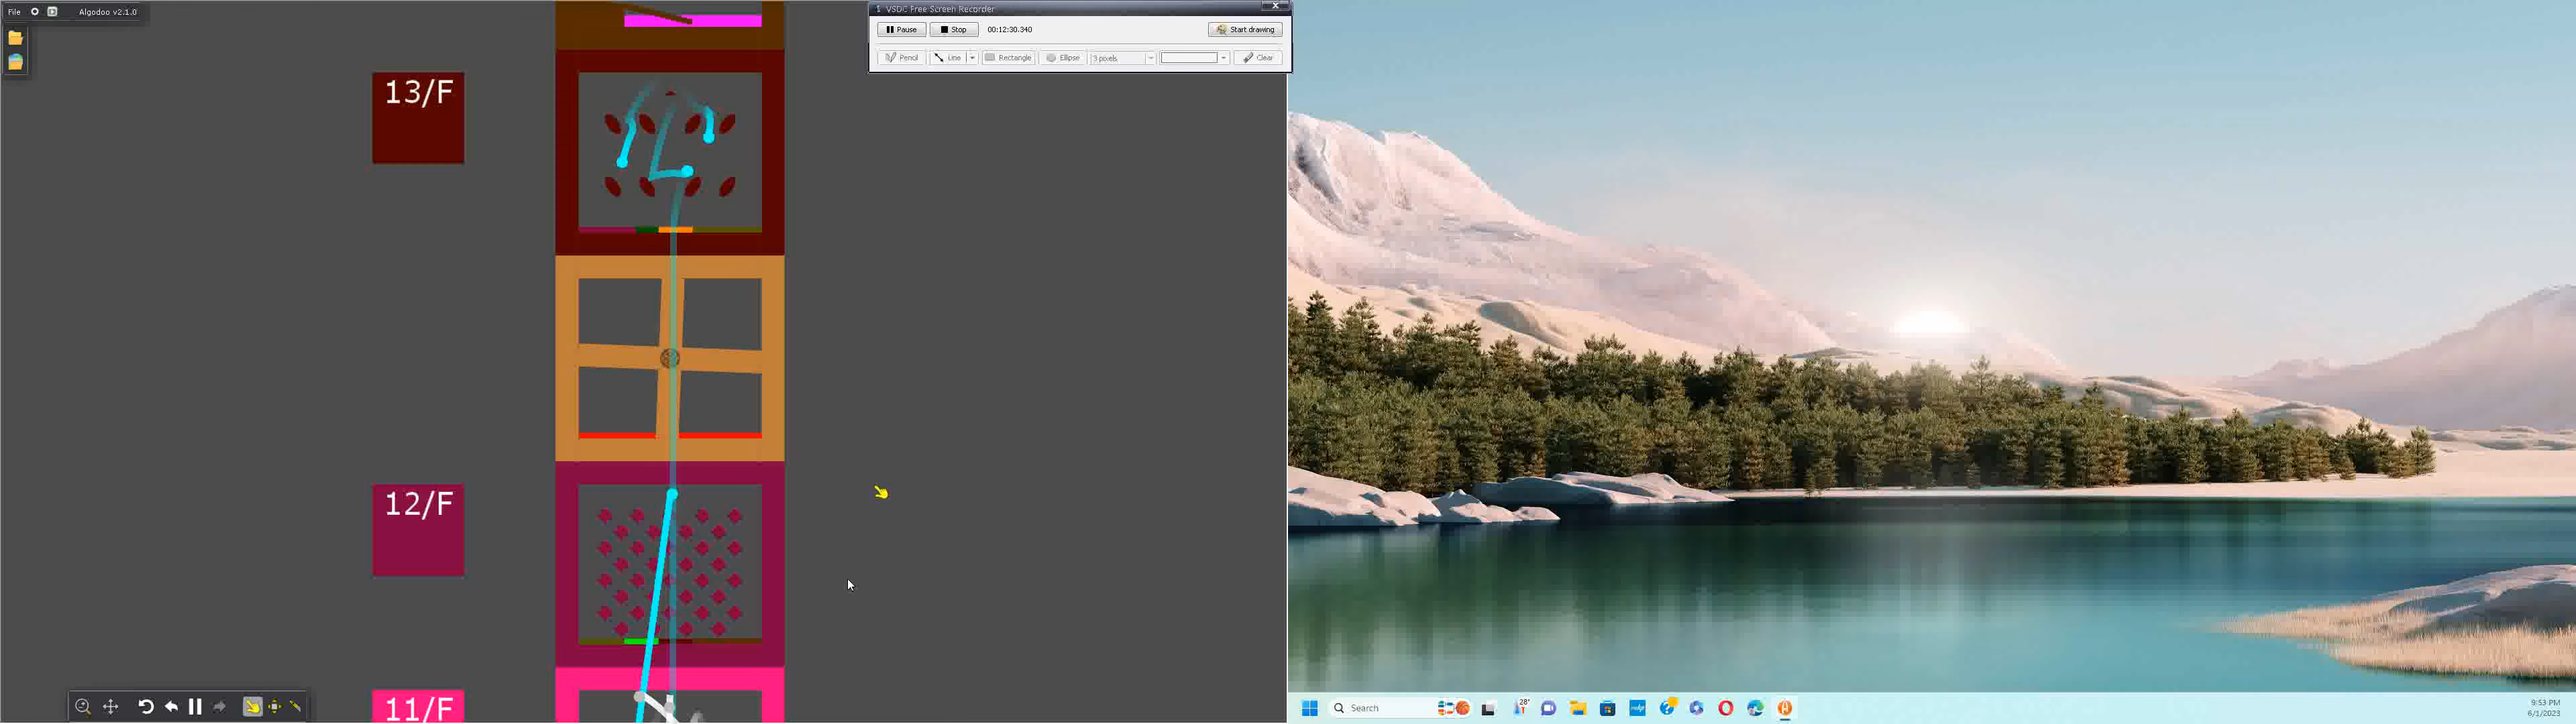 File
Algodoo v2.1.0
VSDC Free Screen Recorder
Pause
Stop
00:12:30.340
Start drawing
Pencil
Line
Rectangle
Ellipse
3 pixels
Clear
13/F
12/F
11/F
Search
28°
9:53 PM
6/1/2023